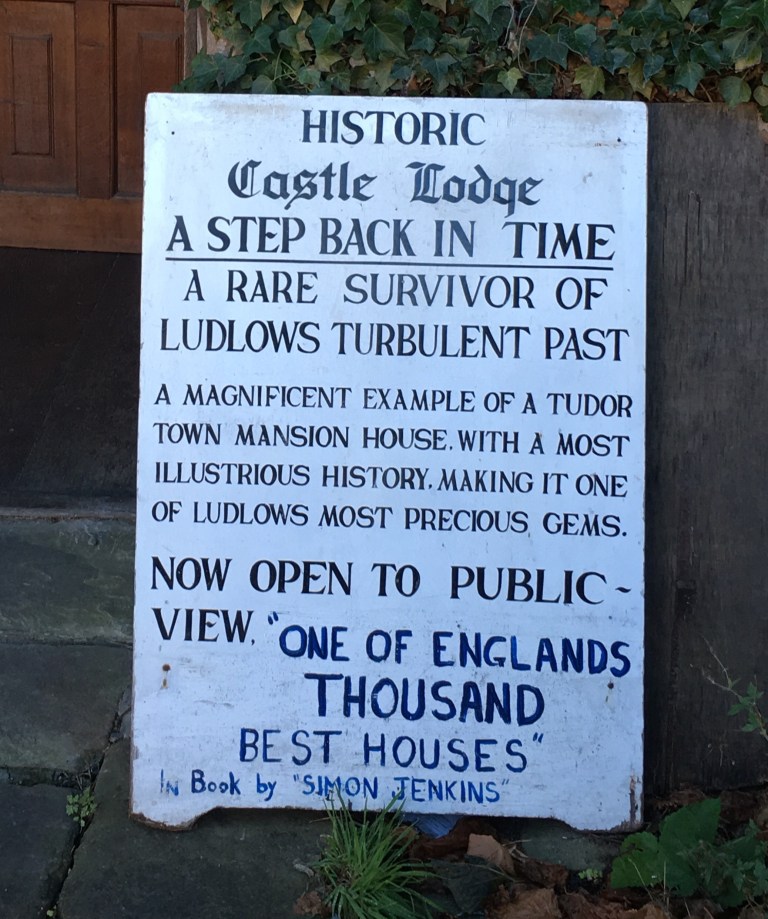 HISTORIC
Castle Lodge
A STEP BACK IN TIME
A RARE SURVIVOR OF
LUDLOWS TURBULENT PAST
A MAGNIFICENT EXAMPLE OF A TUDOR
TOWN MANSION HOUSE. WITH A MOST
ILLUSTRIOUS HISTORY. MAKING IT ONE
OF LUDLOWS MOST PRECIOUS GEMS.
NOW OPEN TO PUBLIC-
VIEW. "ONE OF ENGLANDS
THOUSAND
BEST HOUSES"
IN Book by "SIMON JENKINS"